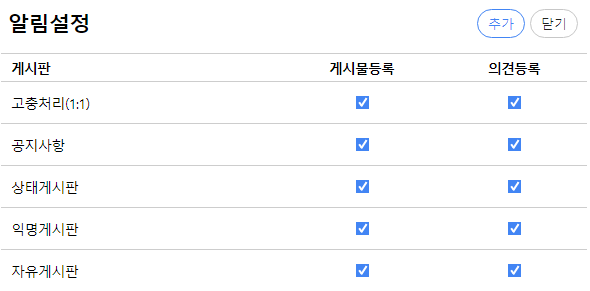 알림설정 추가 닫기
게시판 게시물등록 의견등록
고충처리(1:1)
공지사항
상태게시판
익명게시판
자유게시판